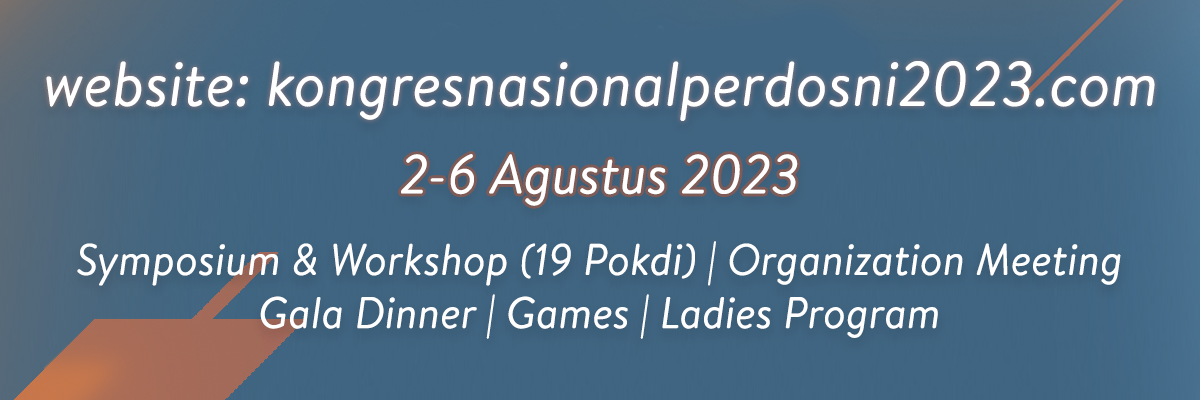 website: kongresnasionalperdosni2023.com
2-6 Agustus 2023
Symposium & Workshop (19 Pokdi) | Organization Meeting
Gala Dinner | Games | Ladies Program